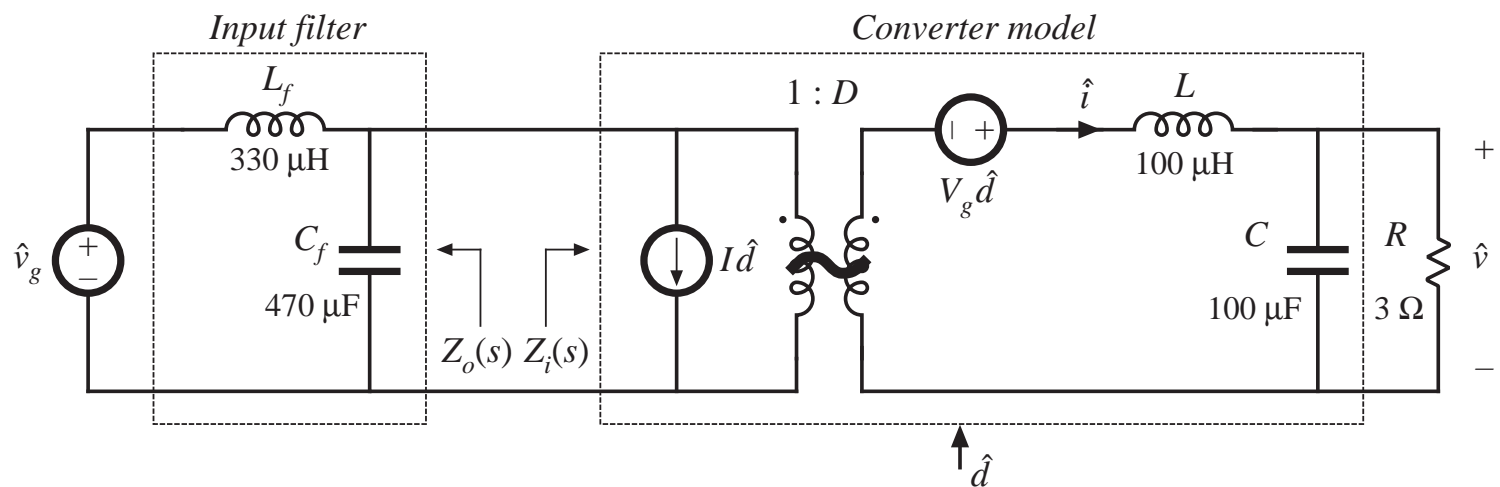 Input filter
Converter model
L_f
330 μH
1 : D
î
L
100 μH
+
–
V_g d̂
v̂_g
+
–
C_f
470 μF
Z_o(s)
Z_i(s)
I d̂
C
100 μF
R
3 Ω
+
v̂
–
d̂